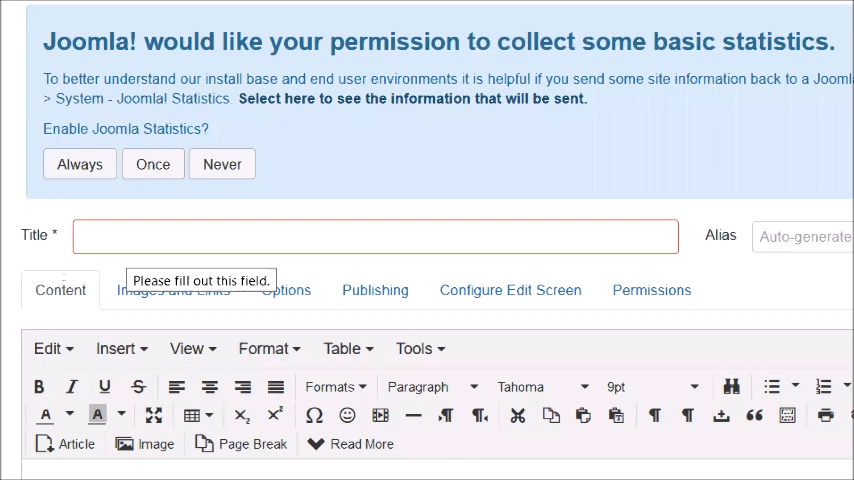 Joomla! would like your permission to collect some basic statistics.
To better understand our install base and end user environments it is helpful if you send some site information back to a Jooml
> System - Joomla! Statistics. Select here to see the information that will be sent.
Enable Joomla Statistics?
Always Once Never
Title * Alias Auto-generate
Please fill out this field.
Content Images and Links Options Publishing Configure Edit Screen Permissions
Edit Insert View Format Table Tools
B I U S Formats Paragraph Tahoma 9pt
A A
Article Image Page Break Read More